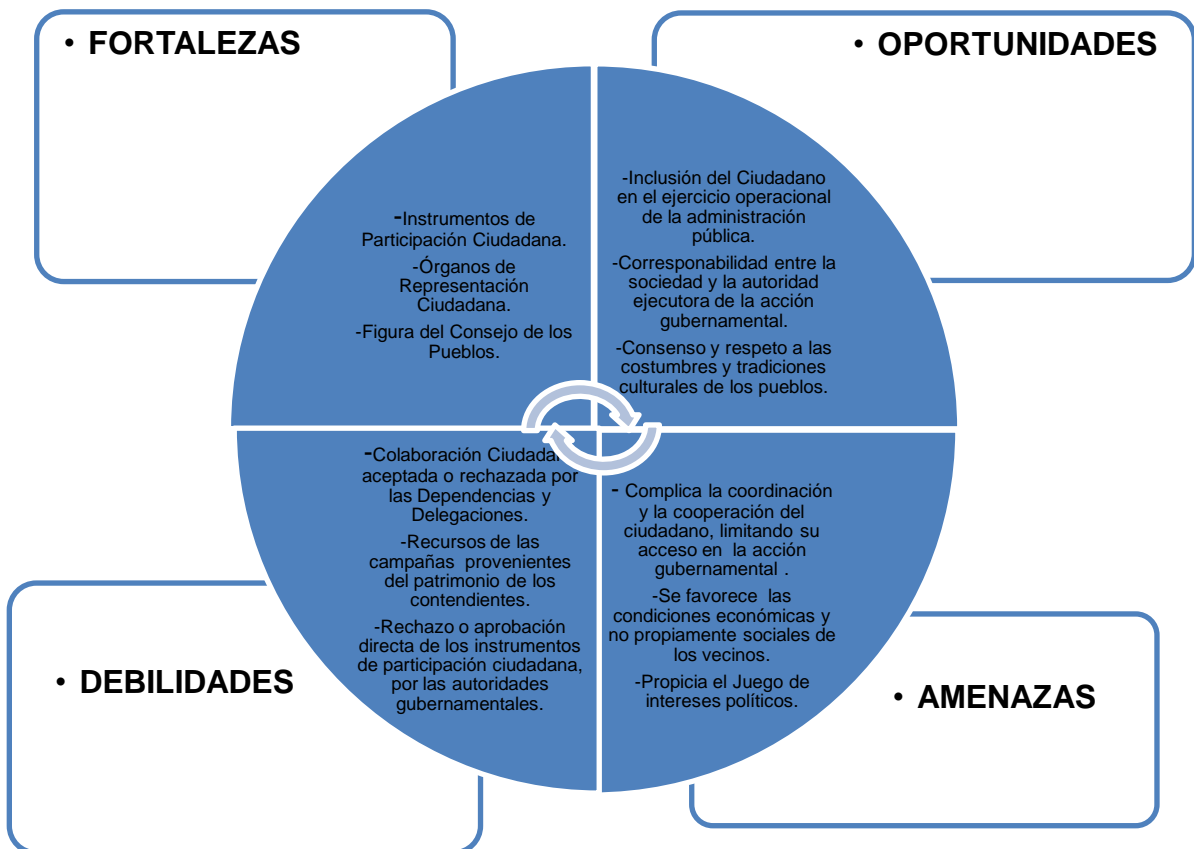 • FORTALEZAS
-Instrumentos de
Participación Ciudadana.
-Órganos de
Representación
Ciudadana.
-Figura del Consejo de los
Pueblos.
• OPORTUNIDADES
-Inclusión del Ciudadano
en el ejercicio operacional
de la administración
pública.
-Corresponabilidad entre la
sociedad y la autoridad
ejecutora de la acción
gubernamental.
-Consenso y respeto a las
costumbres y tradiciones
culturales de los pueblos.
• DEBILIDADES
-Colaboración
aceptada o rechazada por
las Dependencias y
Delegaciones.
-Recursos de las
campañas provenientes
del patrimonio de los
contendientes.
-Rechazo o aprobación
directa de los instrumentos
de participación ciudadana,
por las autoridades
gubernamentales.
• AMENAZAS
- Complica la coordinación
y la cooperación del
ciudadano, limitando su
acceso en la acción
gubernamental .
-Se favorece las
condiciones económicas y
no propiamente sociales de
los vecinos.
-Propicia el Juego de
intereses políticos.